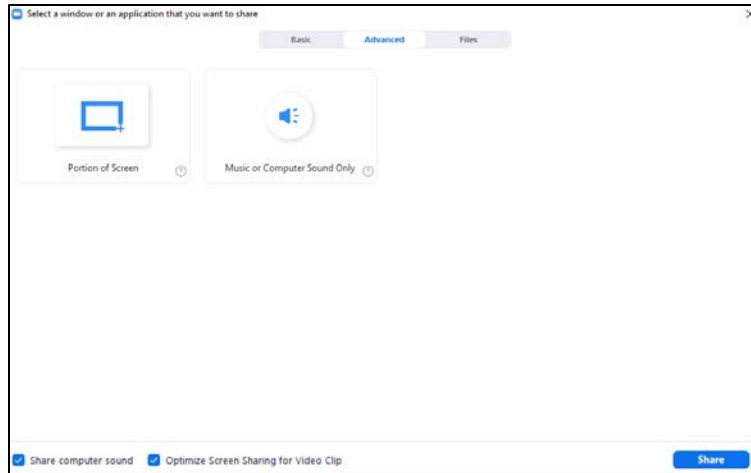 Select a window or an application that you want to share
Basic Advanced Files
Portion of Screen Music or Computer Sound Only
Share computer sound Optimize Screen Sharing for Video Clip Share